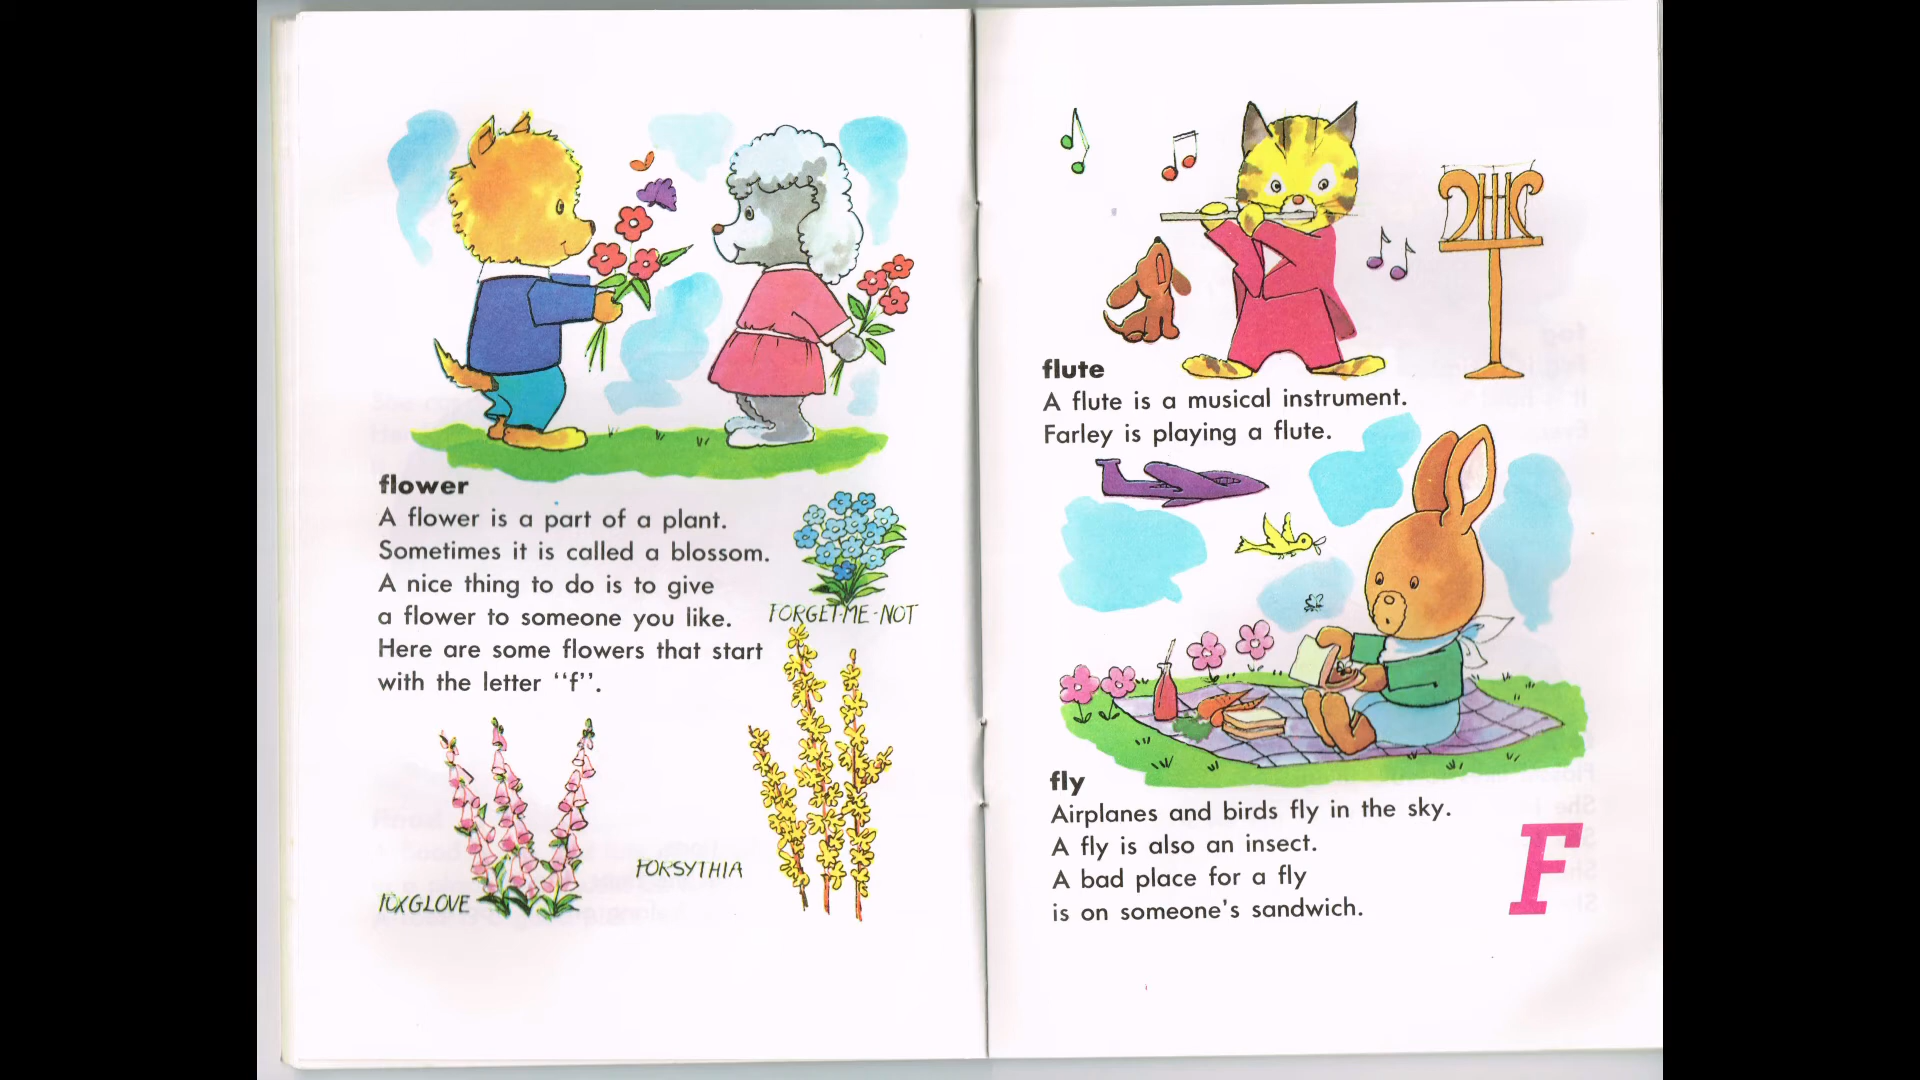 flower
A flower is a part of a plant.
Sometimes it is called a blossom.
A nice thing to do is to give
a flower to someone you like.
Here are some flowers that start
with the letter "f".
FORGET-ME-NOT
FORSYTHIA
FOXGLOVE
flute
A flute is a musical instrument.
Farley is playing a flute.
fly
Airplanes and birds fly in the sky.
A fly is also an insect.
A bad place for a fly
is on someone's sandwich.
F